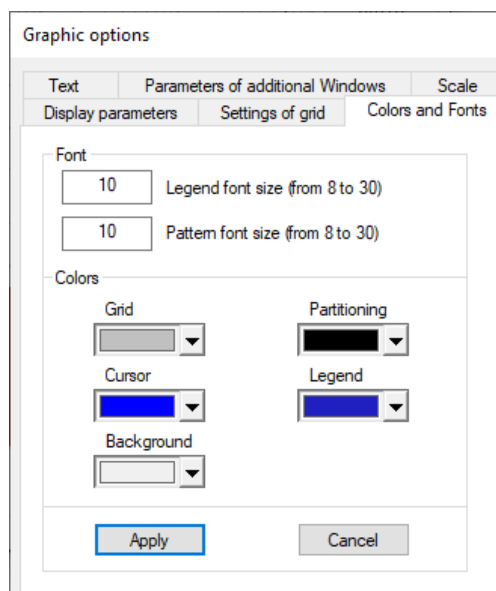 Graphic options
Text Parameters of additional Windows Scale
Display parameters Settings of grid Colors and Fonts
Font
10 Legend font size (from 8 to 30)
10 Pattern font size (from 8 to 30)
Colors
Grid Partitioning
Cursor Legend
Background
Apply Cancel